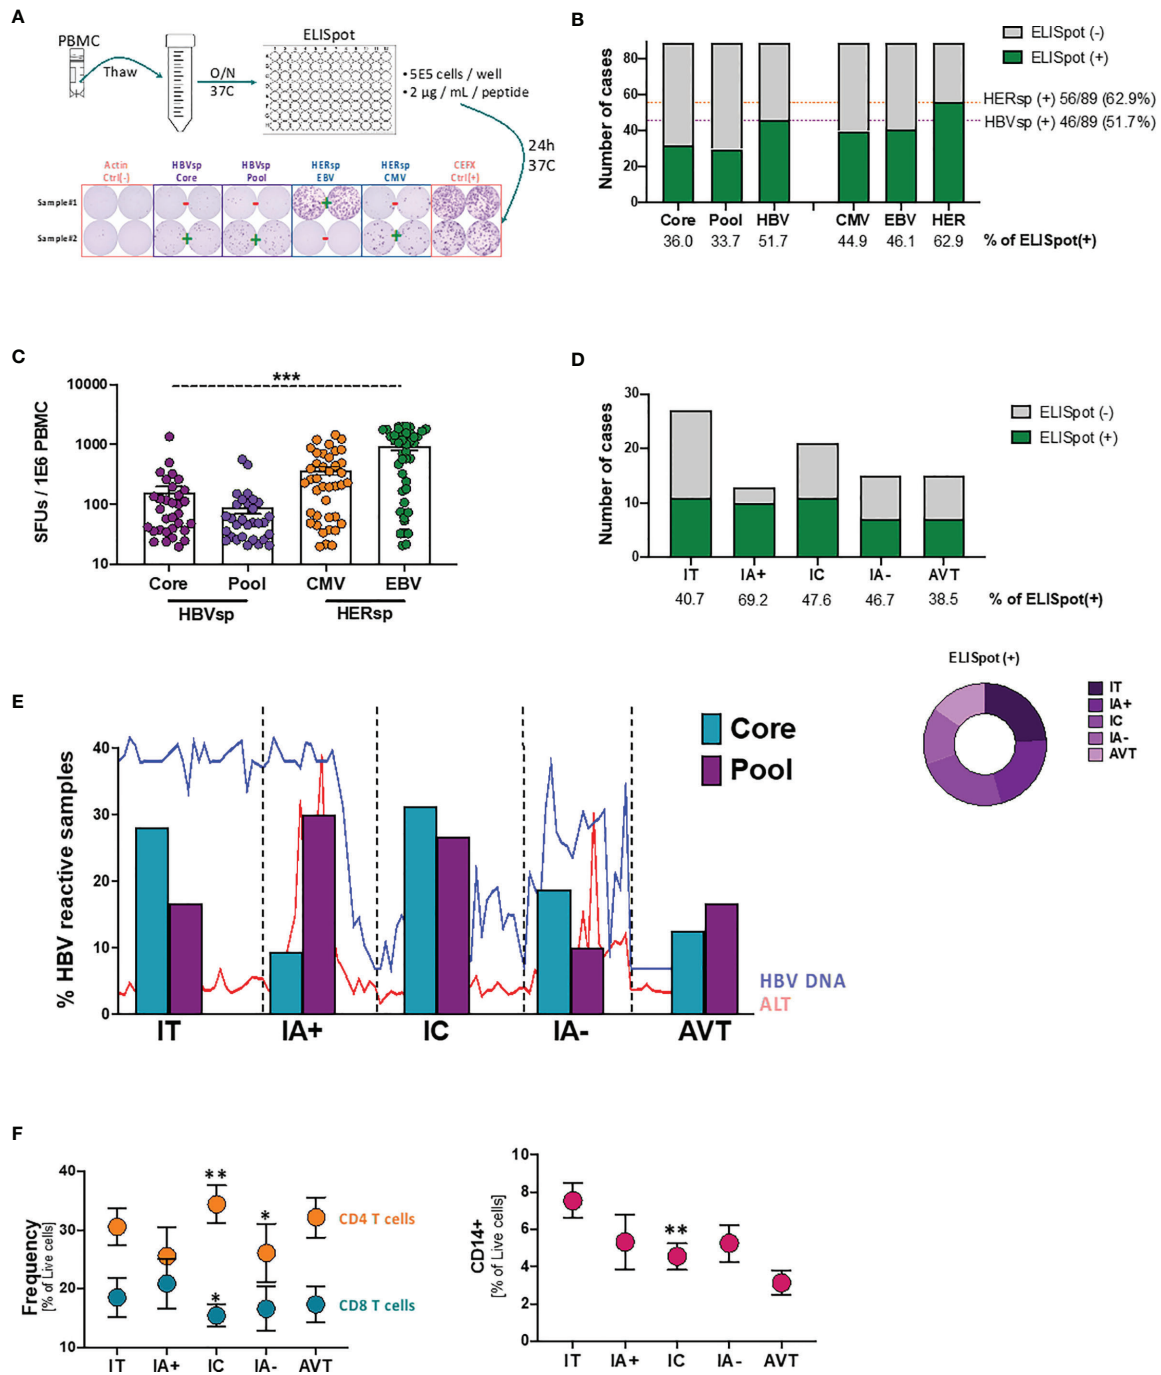 A
PBMC
Thaw
O/N
37C
ELISpot
• 5E5 cells / well
• 2 µg / mL / peptide
24h
37C
Actin
Ctrl(-)
HBVsp
Core
HBVsp
Pool
HERsp
EBV
HERsp
CMV
CEFX
Ctrl(+)
Sample#1
- - + -
Sample#2
+ + - +
B
ELISpot (-)
ELISpot (+)
Number of cases
80
60
40
20
0
HERsp (+) 56/89 (62.9%)
HBVsp (+) 46/89 (51.7%)
Core Pool HBV CMV EBV HER
36.0 33.7 51.7 44.9 46.1 62.9 % of ELISpot(+)
C
SFUs / 1E6 PBMC
10000
1000
100
10
***
Core Pool CMV EBV
HBVsp HERsp
D
Number of cases
30
20
10
0
ELISpot (-)
ELISpot (+)
IT IA+ IC IA- AVT
40.7 69.2 47.6 46.7 38.5 % of ELISpot(+)
ELISpot (+)
IT
IA+
IC
IA-
AVT
E
% HBV reactive samples
40
30
20
10
0
Core
Pool
HBV DNA
ALT
IT IA+ IC IA- AVT
F
Frequency
[% of Live cells]
40
30
20
10
**
*
*
CD4 T cells
CD8 T cells
IT IA+ IC IA- AVT
CD14+
[% of Live cells]
10
8
6
4
2
0
**
IT IA+ IC IA- AVT